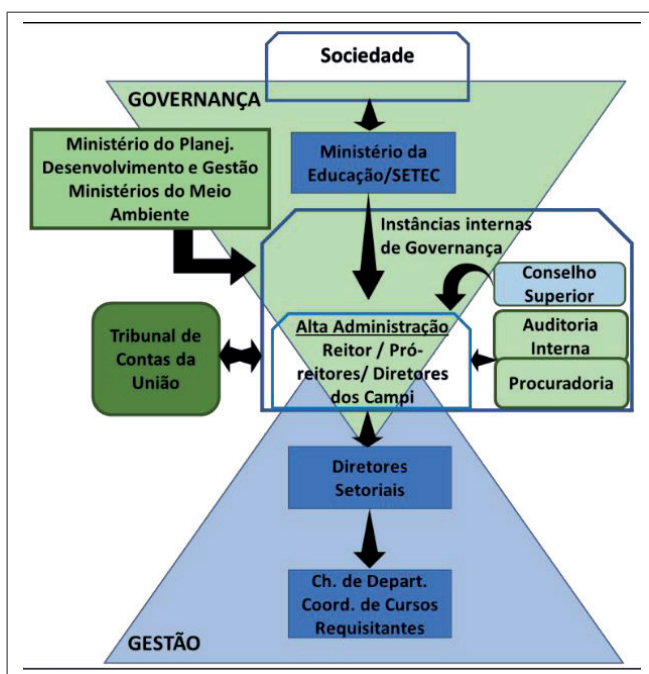 Sociedade
GOVERNANÇA
Ministério do Planej.
Desenvolvimento e Gestão
Ministérios do Meio
Ambiente
Ministério da
Educação/SETEC
Instâncias internas
de Governança
Conselho
Superior
Alta Administração
Reitor / Pró-
reitores/ Diretores
dos Campi
Auditoria
Interna
Procuradoria
Tribunal de
Contas da
União
Diretores
Setoriais
Ch. de Depart.
Coord. de Cursos
Requisitantes
GESTÃO